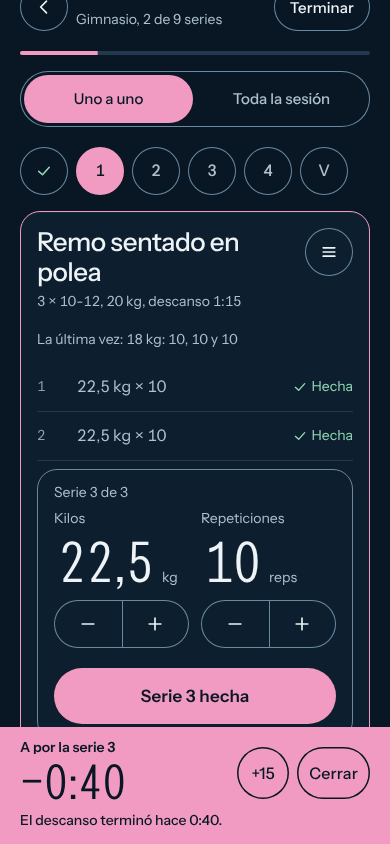 Gimnasio, 2 de 9 series
Terminar
Uno a uno
Toda la sesión
1
2
3
4
V
Remo sentado en
polea
3 × 10–12, 20 kg, descanso 1:15
La última vez: 18 kg: 10, 10 y 10
1 22,5 kg × 10 Hecha
2 22,5 kg × 10 Hecha
Serie 3 de 3
Kilos Repeticiones
22,5 kg 10 reps
− + − +
Serie 3 hecha
A por la serie 3
−0:40
+15
Cerrar
El descanso terminó hace 0:40.